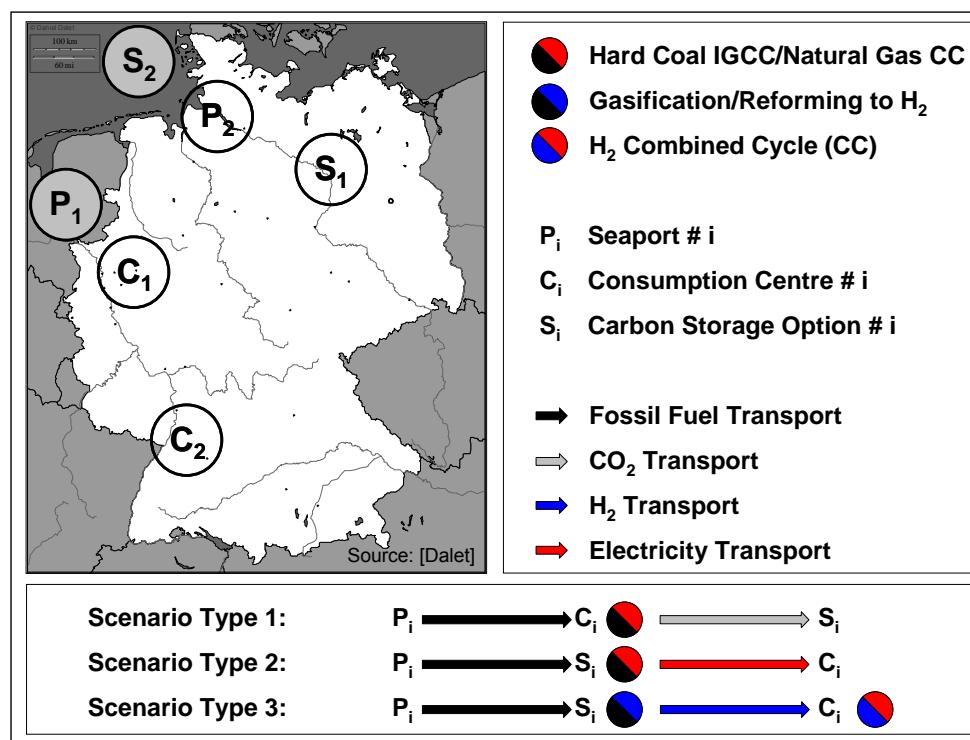 © Daniel Dalet
100 km
60 mi
S₂
P₂
S₁
P₁
C₁
C₂
Source: [Dalet]
Hard Coal IGCC/Natural Gas CC
Gasification/Reforming to H₂
H₂ Combined Cycle (CC)
Pᵢ Seaport # i
Cᵢ Consumption Centre # i
Sᵢ Carbon Storage Option # i
Fossil Fuel Transport
CO₂ Transport
H₂ Transport
Electricity Transport
Scenario Type 1: Pᵢ Cᵢ Sᵢ
Scenario Type 2: Pᵢ Sᵢ Cᵢ
Scenario Type 3: Pᵢ Sᵢ Cᵢ